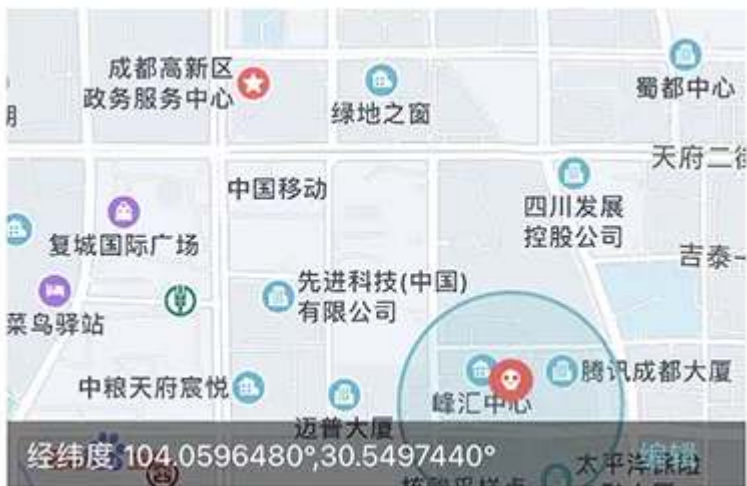 成都高新区
政务服务中心
绿地之窗
蜀都中心
天府二街
中国移动
四川发展
控股公司
复城国际广场
吉泰一
先进科技(中国)
有限公司
菜鸟驿站
腾讯成都大厦
中粮天府宸悦
峰汇中心
迈普大厦
经纬度 104.0596480°,30.5497440°
编辑
太平洋保险